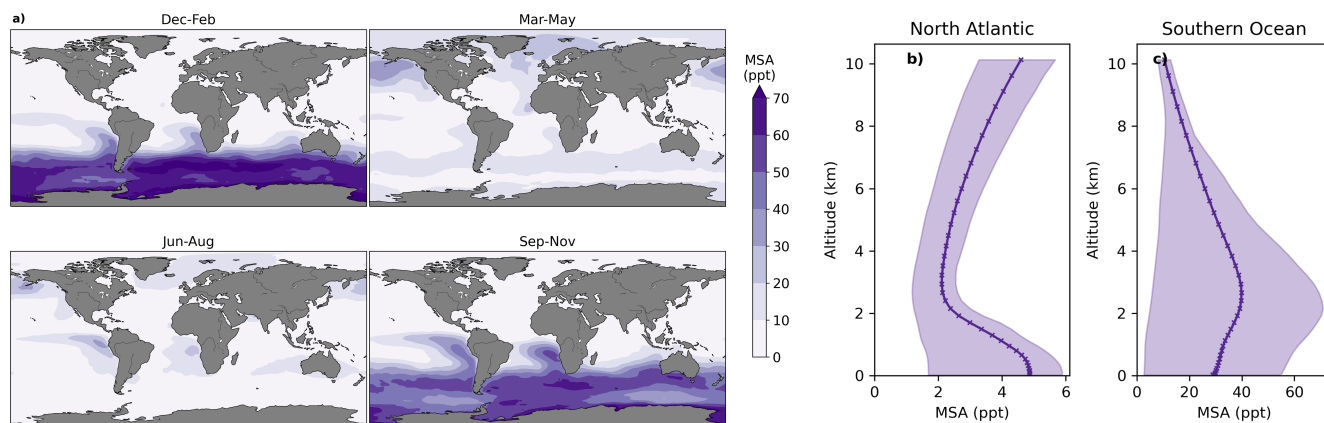 a)
Dec-Feb
Mar-May
Jun-Aug
Sep-Nov
MSA
(ppt)
70
60
50
40
30
20
10
0
North Atlantic
b)
10
8
6
4
2
0
Altitude (km)
0 2 4 6
MSA (ppt)
Southern Ocean
c)
10
8
6
4
2
0
Altitude (km)
0 20 40 60
MSA (ppt)